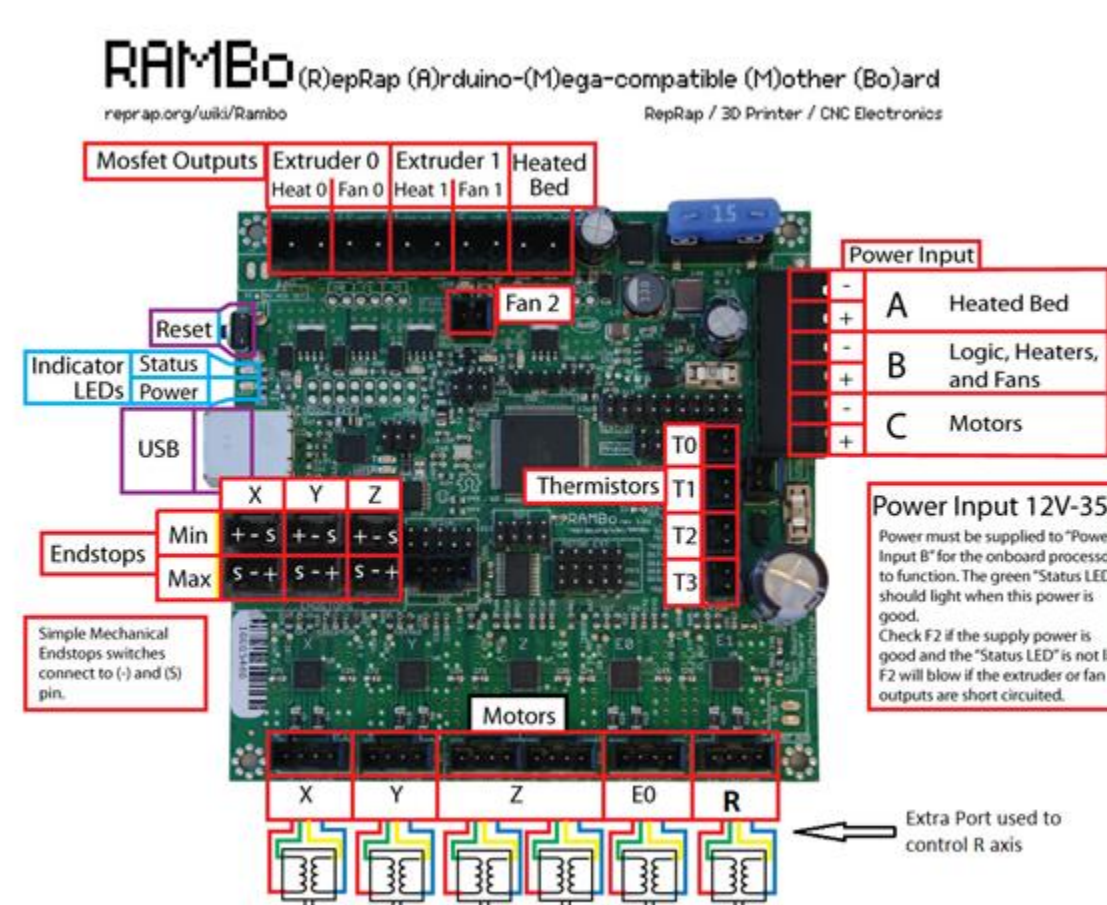 RAMBo (R)epRap (A)rduino-(M)ega-compatible (M)other (Bo)ard
reprap.org/wiki/Rambo
RepRap / 3D Printer / CNC Electronics
Mosfet Outputs
Extruder 0
Extruder 1
Heated
Bed
Heat 0
Fan 0
Heat 1
Fan 1
15
Fan 2
Power Input
- 
+
A
Heated Bed
-
+
B
Logic, Heaters,
and Fans
-
+
C
Motors
Reset
Indicator
LEDs
Status
Power
USB
Thermistors
T0
T1
T2
T3
X Y Z
Endstops
Min
+ - S + - S + - S
Max
S - + S - + S - +
Simple Mechanical
Endstops switches
connect to (-) and (S)
pin.
Power Input 12V-35
Power must be supplied to "Power
Input B" for the onboard processo
to function. The green "Status LED
should light when this power is
good.
Check F2 if the supply power is
good and the "Status LED" is not l
F2 will blow if the extruder or fan
outputs are short circuited.
RAMBo
Y Z E0 E1
Motors
X Y Z E0 R
Extra Port used to
control R axis